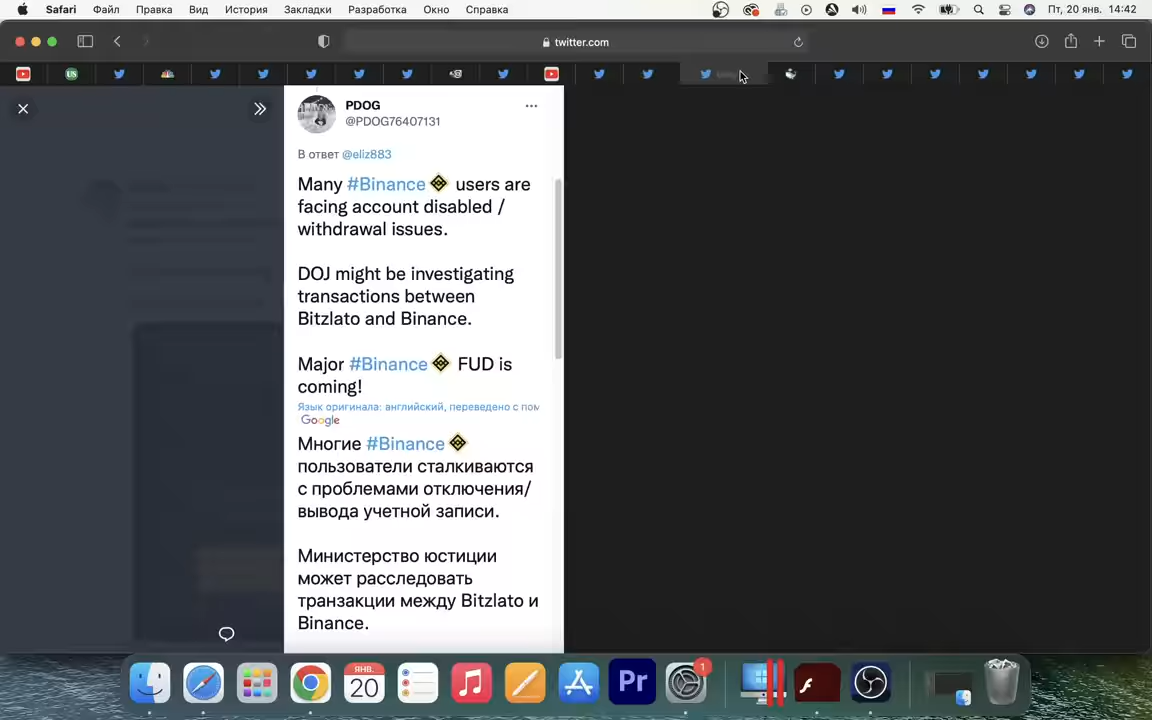 Safari Файл Правка Вид История Закладки Разработка Окно Справка Пт, 20 янв. 14:42
twitter.com
US
PDOG
@PDOG76407131
В ответ @eliz883
Many #Binance users are
facing account disabled /
withdrawal issues.
DOJ might be investigating
transactions between
Bitzlato and Binance.
Major #Binance FUD is
coming!
Язык оригинала: английский, переведено с пом
Google
Многие #Binance
пользователи сталкиваются
с проблемами отключения/
вывода учетной записи.
Министерство юстиции
может расследовать
транзакции между Bitzlato и
Binance.
ЯНВ.
20
Pr
1